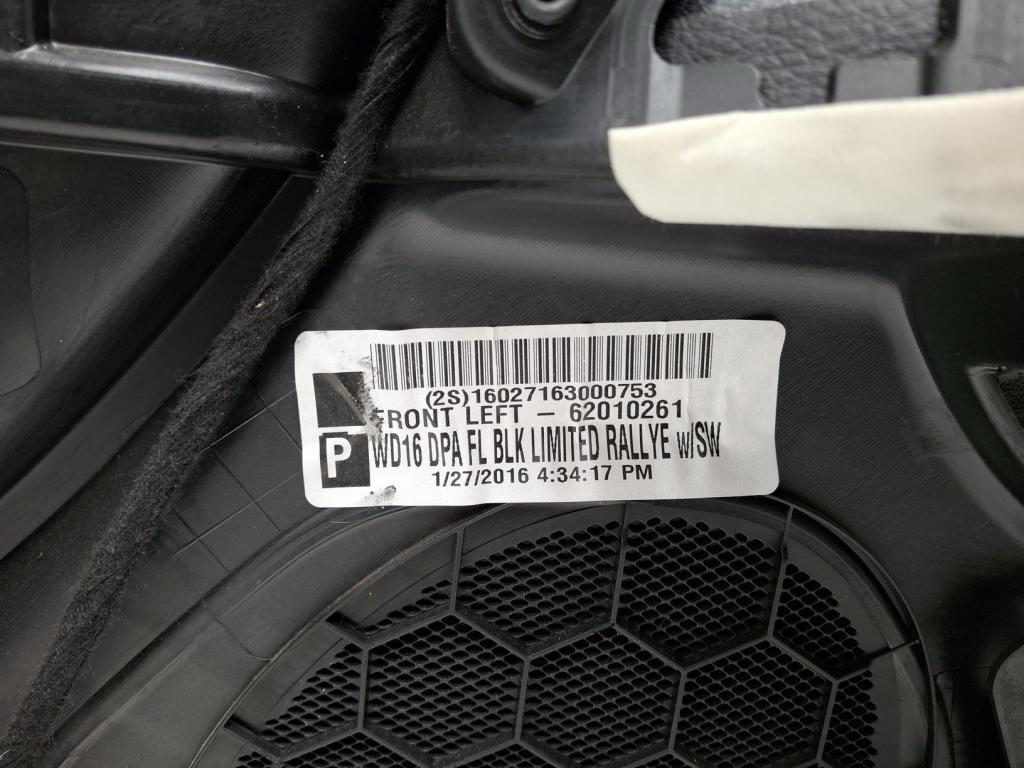 (2S)16027163000753
FRONT LEFT - 62010261
P
WD16 DPA FL BLK LIMITED RALLYE w/SW
1/27/2016 4:34:17 PM